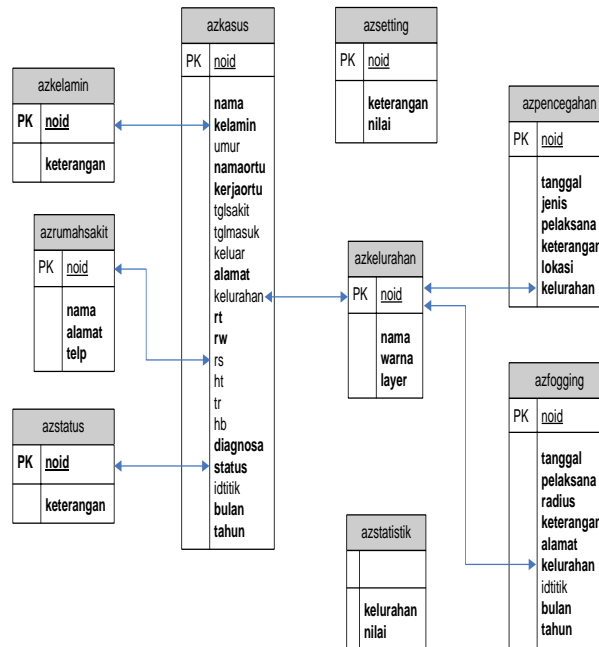 azkasus
PK noid
nama
kelamin
umur
namaortu
kerjaortu
tglsakit
tglmasuk
keluar
alamat
kelurahan
rt
rw
rs
ht
tr
hb
diagnosa
status
idtitik
bulan
tahun
azsetting
PK noid
keterangan
nilai
azkelamin
PK noid
keterangan
azpencegahan
PK noid
tanggal
jenis
pelaksana
keterangan
lokasi
kelurahan
azrumahsakit
PK noid
nama
alamat
telp
azkelurahan
PK noid
nama
warna
layer
azstatus
PK noid
keterangan
azfogging
PK noid
tanggal
pelaksana
radius
keterangan
alamat
kelurahan
idtitik
bulan
tahun
azstatistik
kelurahan
nilai